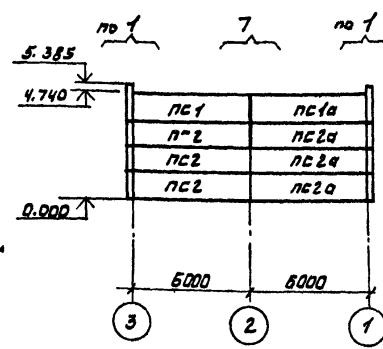 по 1 7 по 1
5.385
4.740
пс1 пс1а
п-2 пс2а
пс2 пс2а
пс2 пс2а
0.000
6000 6000
3 2 1